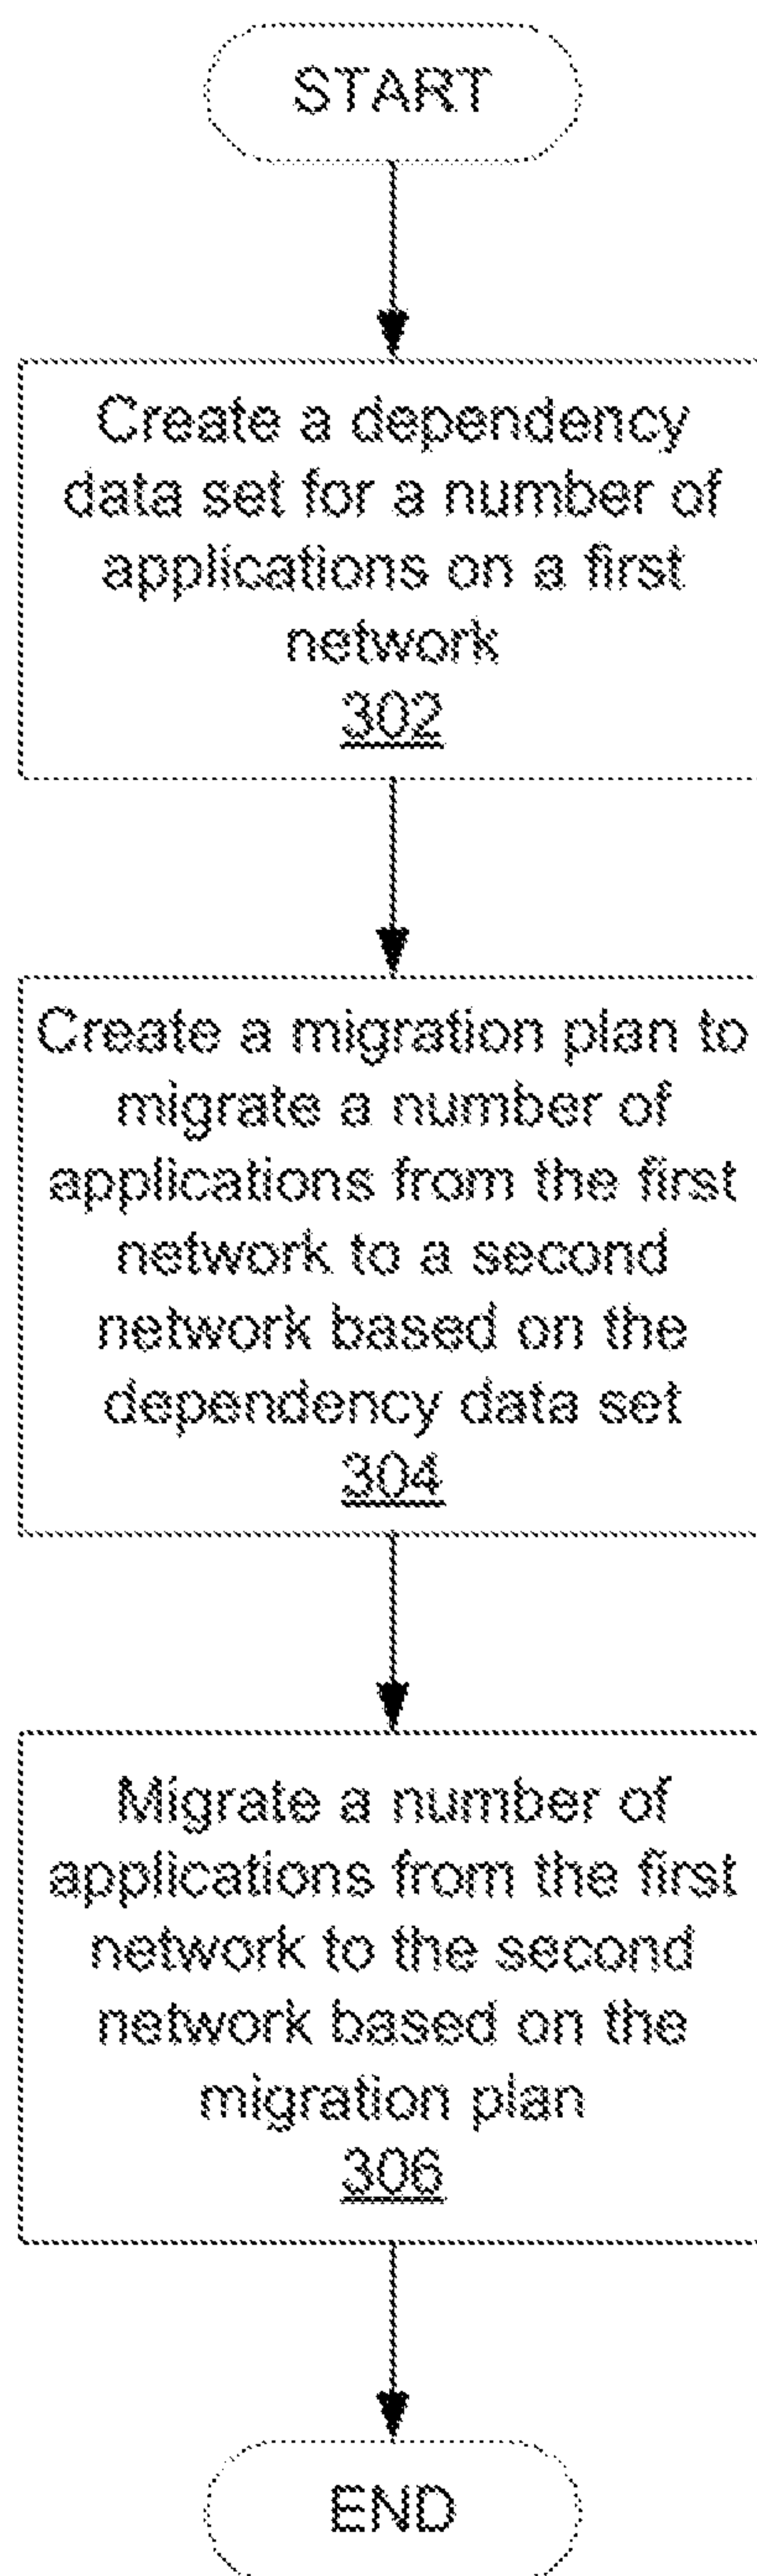 START
Create a dependency
data set for a number of
applications on a first
network
302
Create a migration plan to
migrate a number of
applications from the first
network to a second
network based on the
dependency data set
304
Migrate a number of
applications from the first
network to the second
network based on the
migration plan
306
END